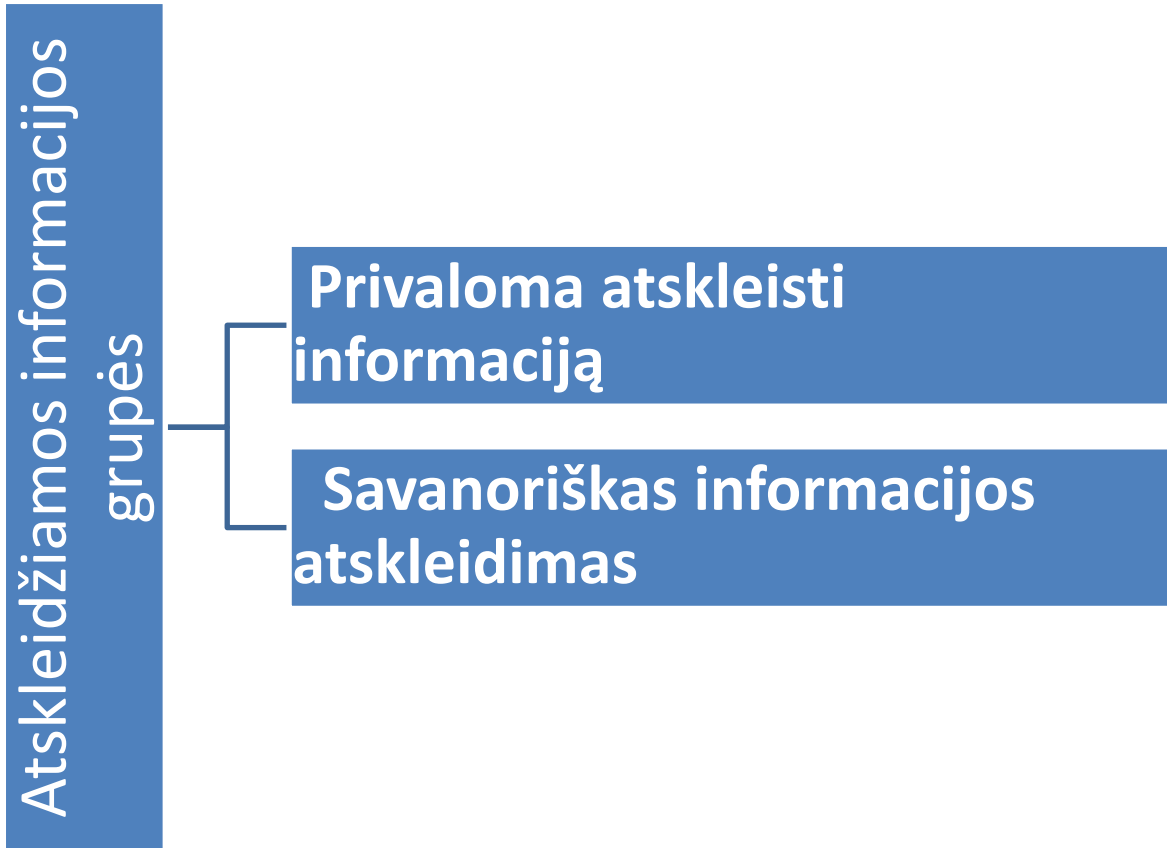 Atskleidžiamos informacijos
grupės
Privaloma atskleisti
informaciją
Savanoriškas informacijos
atskleidimas